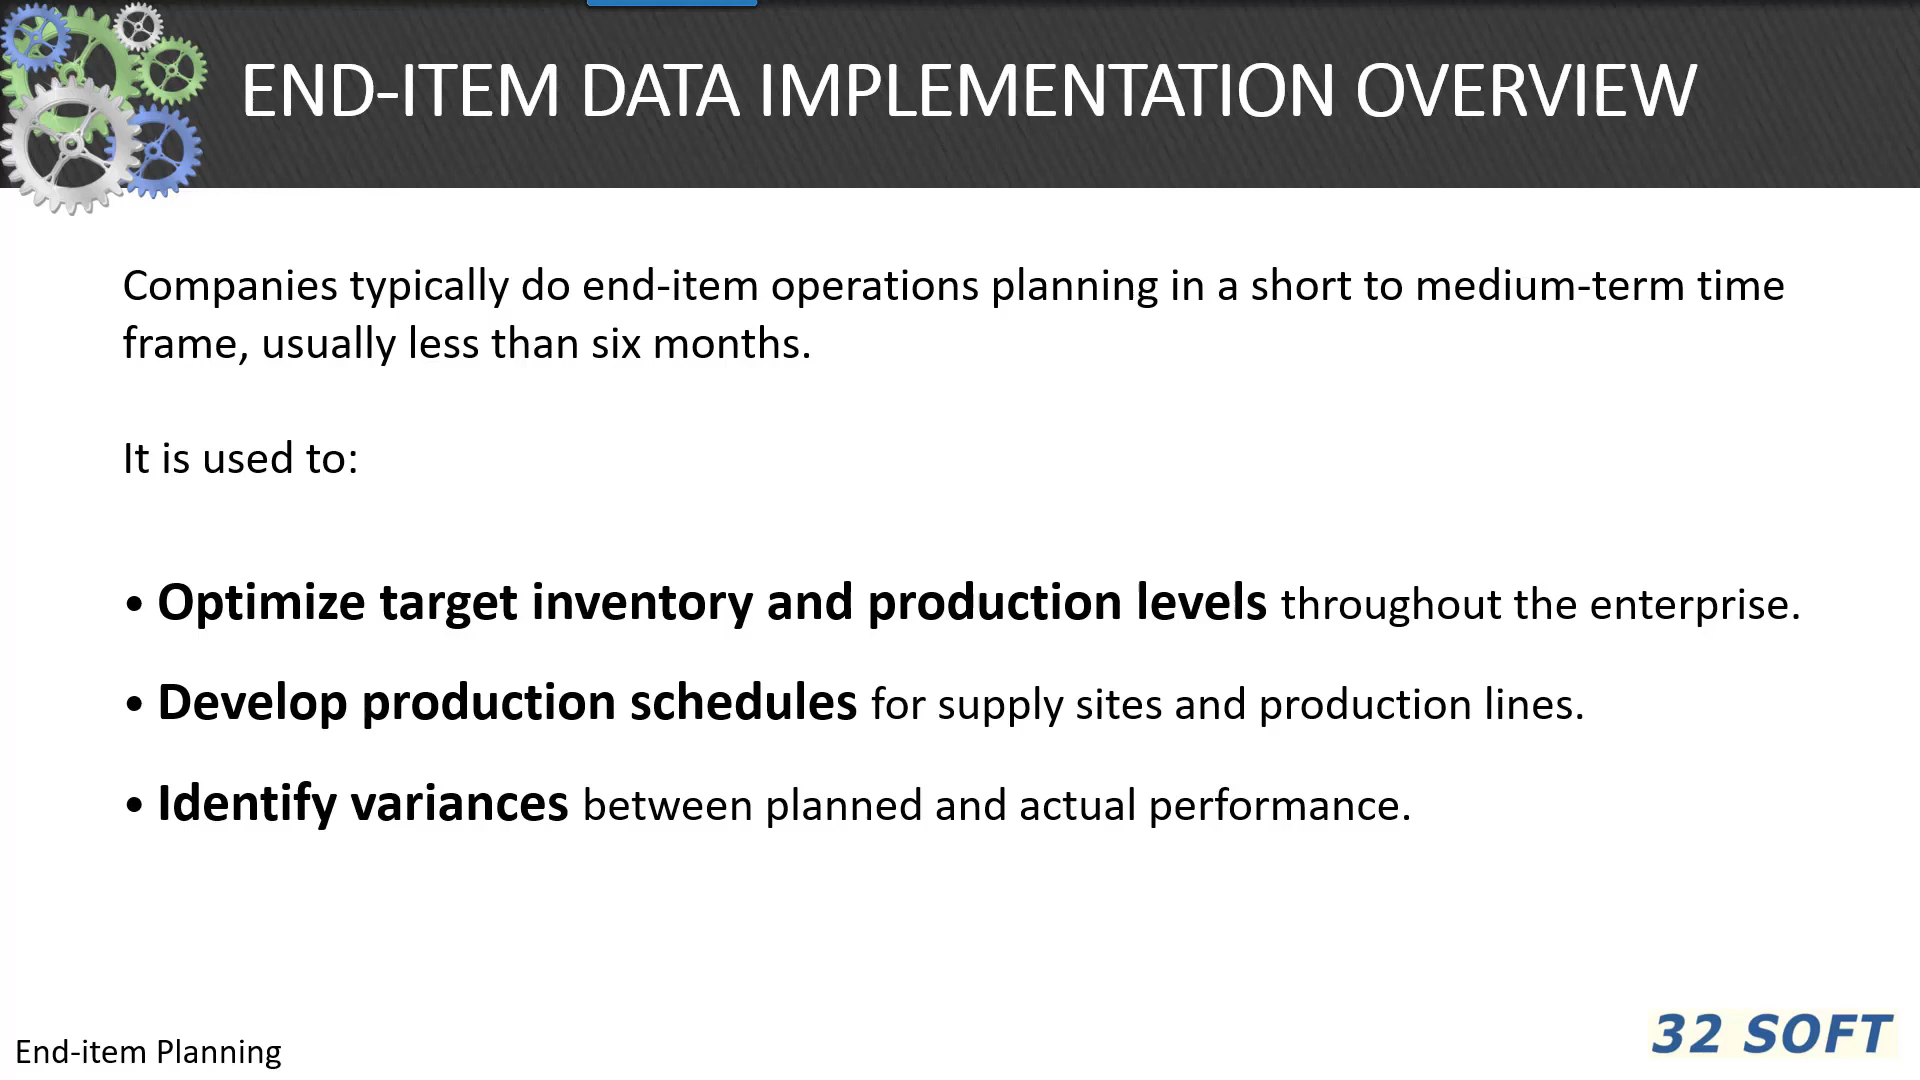 END-ITEM DATA IMPLEMENTATION OVERVIEW
Companies typically do end-item operations planning in a short to medium-term time
frame, usually less than six months.
It is used to:
• Optimize target inventory and production levels throughout the enterprise.
• Develop production schedules for supply sites and production lines.
• Identify variances between planned and actual performance.
End-item Planning
32 SOFT